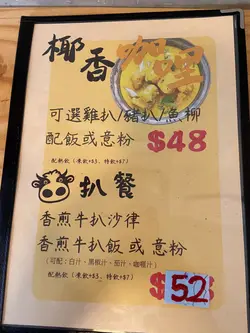 椰香咖喱
可選雞扒/豬扒/魚柳
配飯或意粉 $48
配熱飲(凍飲+$3、特飲+$7)
扒餐
香煎牛扒沙律
香煎牛扒飯 或 意粉
(可配:白汁、黑椒汁、茄汁、咖喱汁)
配熱飲(凍飲+$3、特飲+$7)
$52